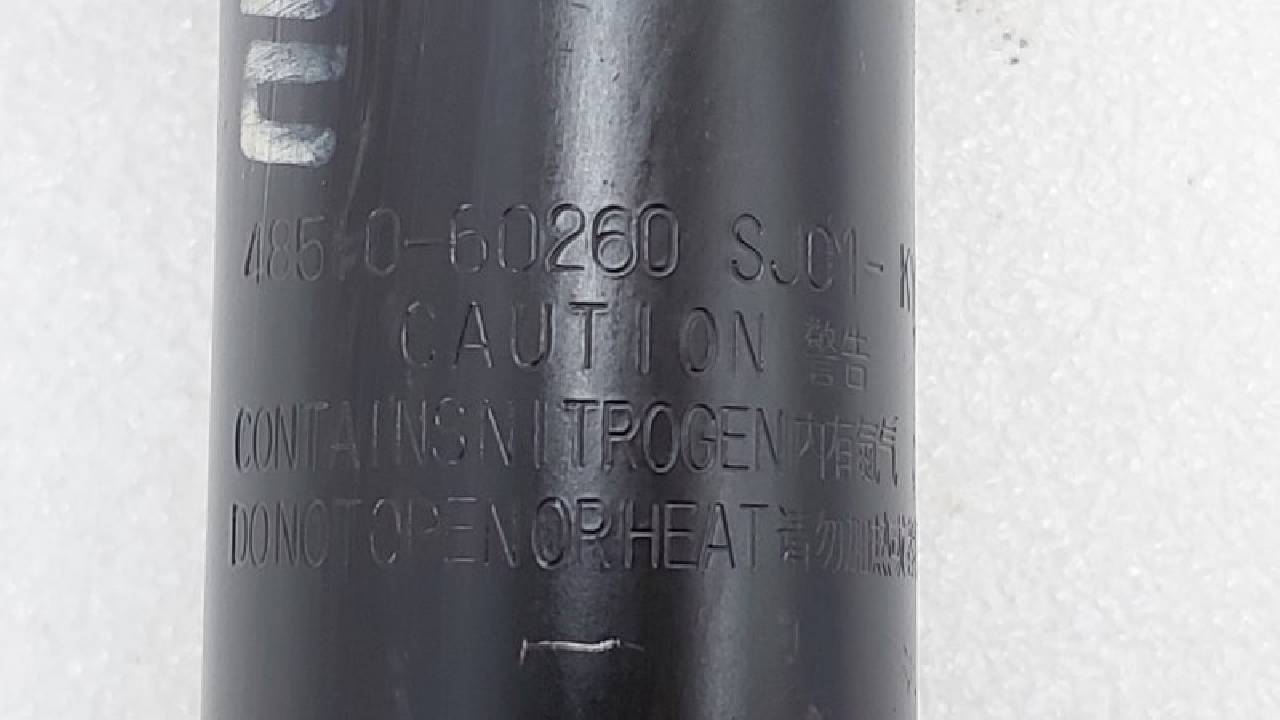 48510-60260 SJ01-K
CAUTION 警告
CONTAINS NITROGEN 内有氮气
DO NOT OPEN OR HEAT 请勿加热或